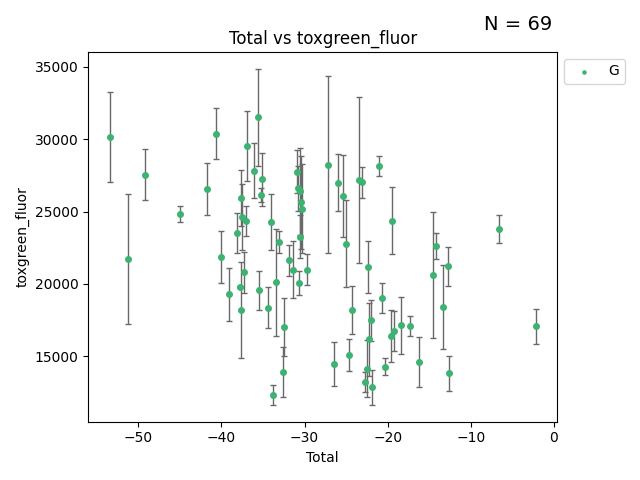 N = 69
Total vs toxgreen_fluor
G
toxgreen_fluor
35000
30000
25000
20000
15000
−50 −40 −30 −20 −10 0
Total